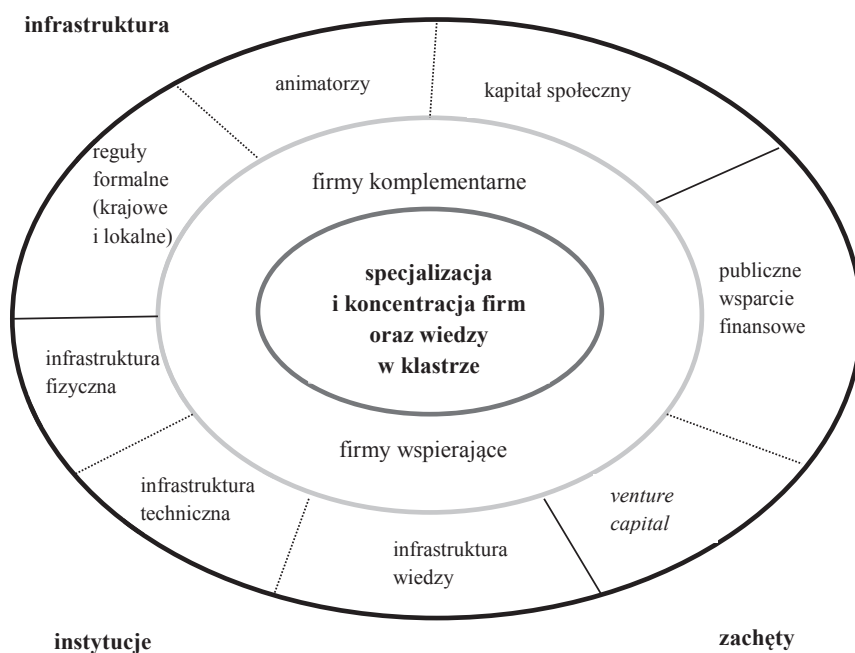 infrastruktura
animatorzy
kapitał społeczny
reguły
formalne
(krajowe
i lokalne)
firmy komplementarne
specjalizacja
i koncentracja firm
oraz wiedzy
w klastrze
publiczne
wsparcie
finansowe
infrastruktura
fizyczna
firmy wspierające
infrastruktura
techniczna
venture
capital
infrastruktura
wiedzy
instytucje
zachęty